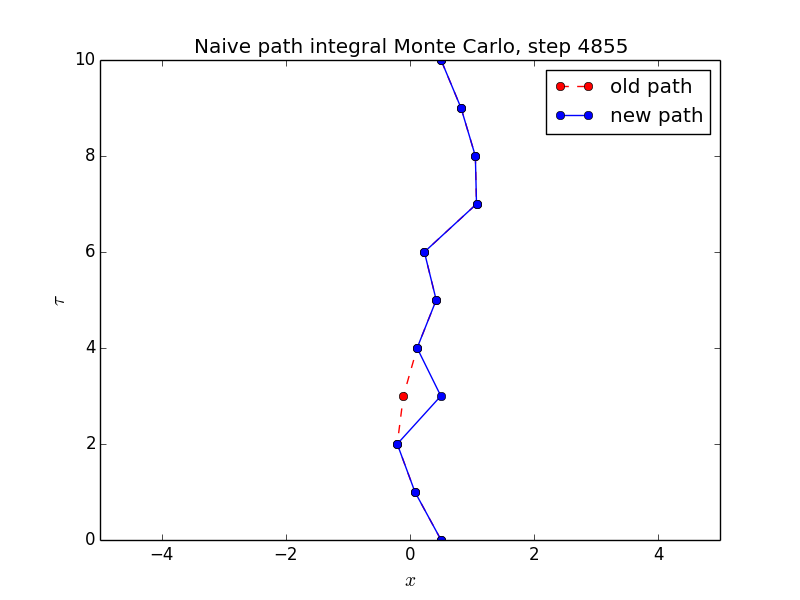 Naive path integral Monte Carlo, step 4855
10
8
6
4
2
0
τ
old path
new path
−4 −2 0 2 4
x